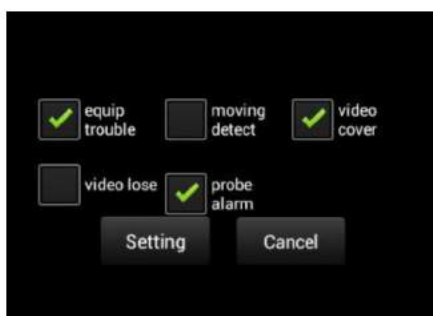 equip
trouble
moving
detect
video
cover
video lose
probe
alarm
Setting
Cancel